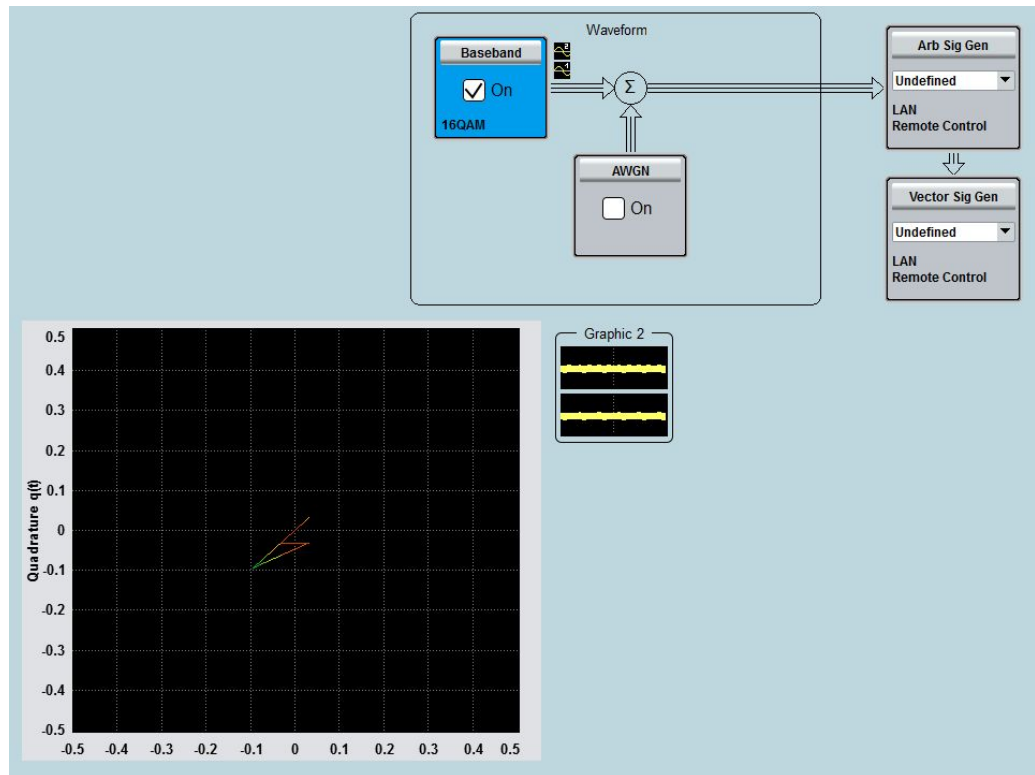 Waveform
Baseband
On
16QAM
Σ
AWGN
On
Arb Sig Gen
Undefined
LAN
Remote Control
Vector Sig Gen
Undefined
LAN
Remote Control
Graphic 2
Quadrature q(t)
0.5
0.4
0.3
0.2
0.1
0
-0.1
-0.2
-0.3
-0.4
-0.5
-0.5 -0.4 -0.3 -0.2 -0.1 0 0.1 0.2 0.3 0.4 0.5